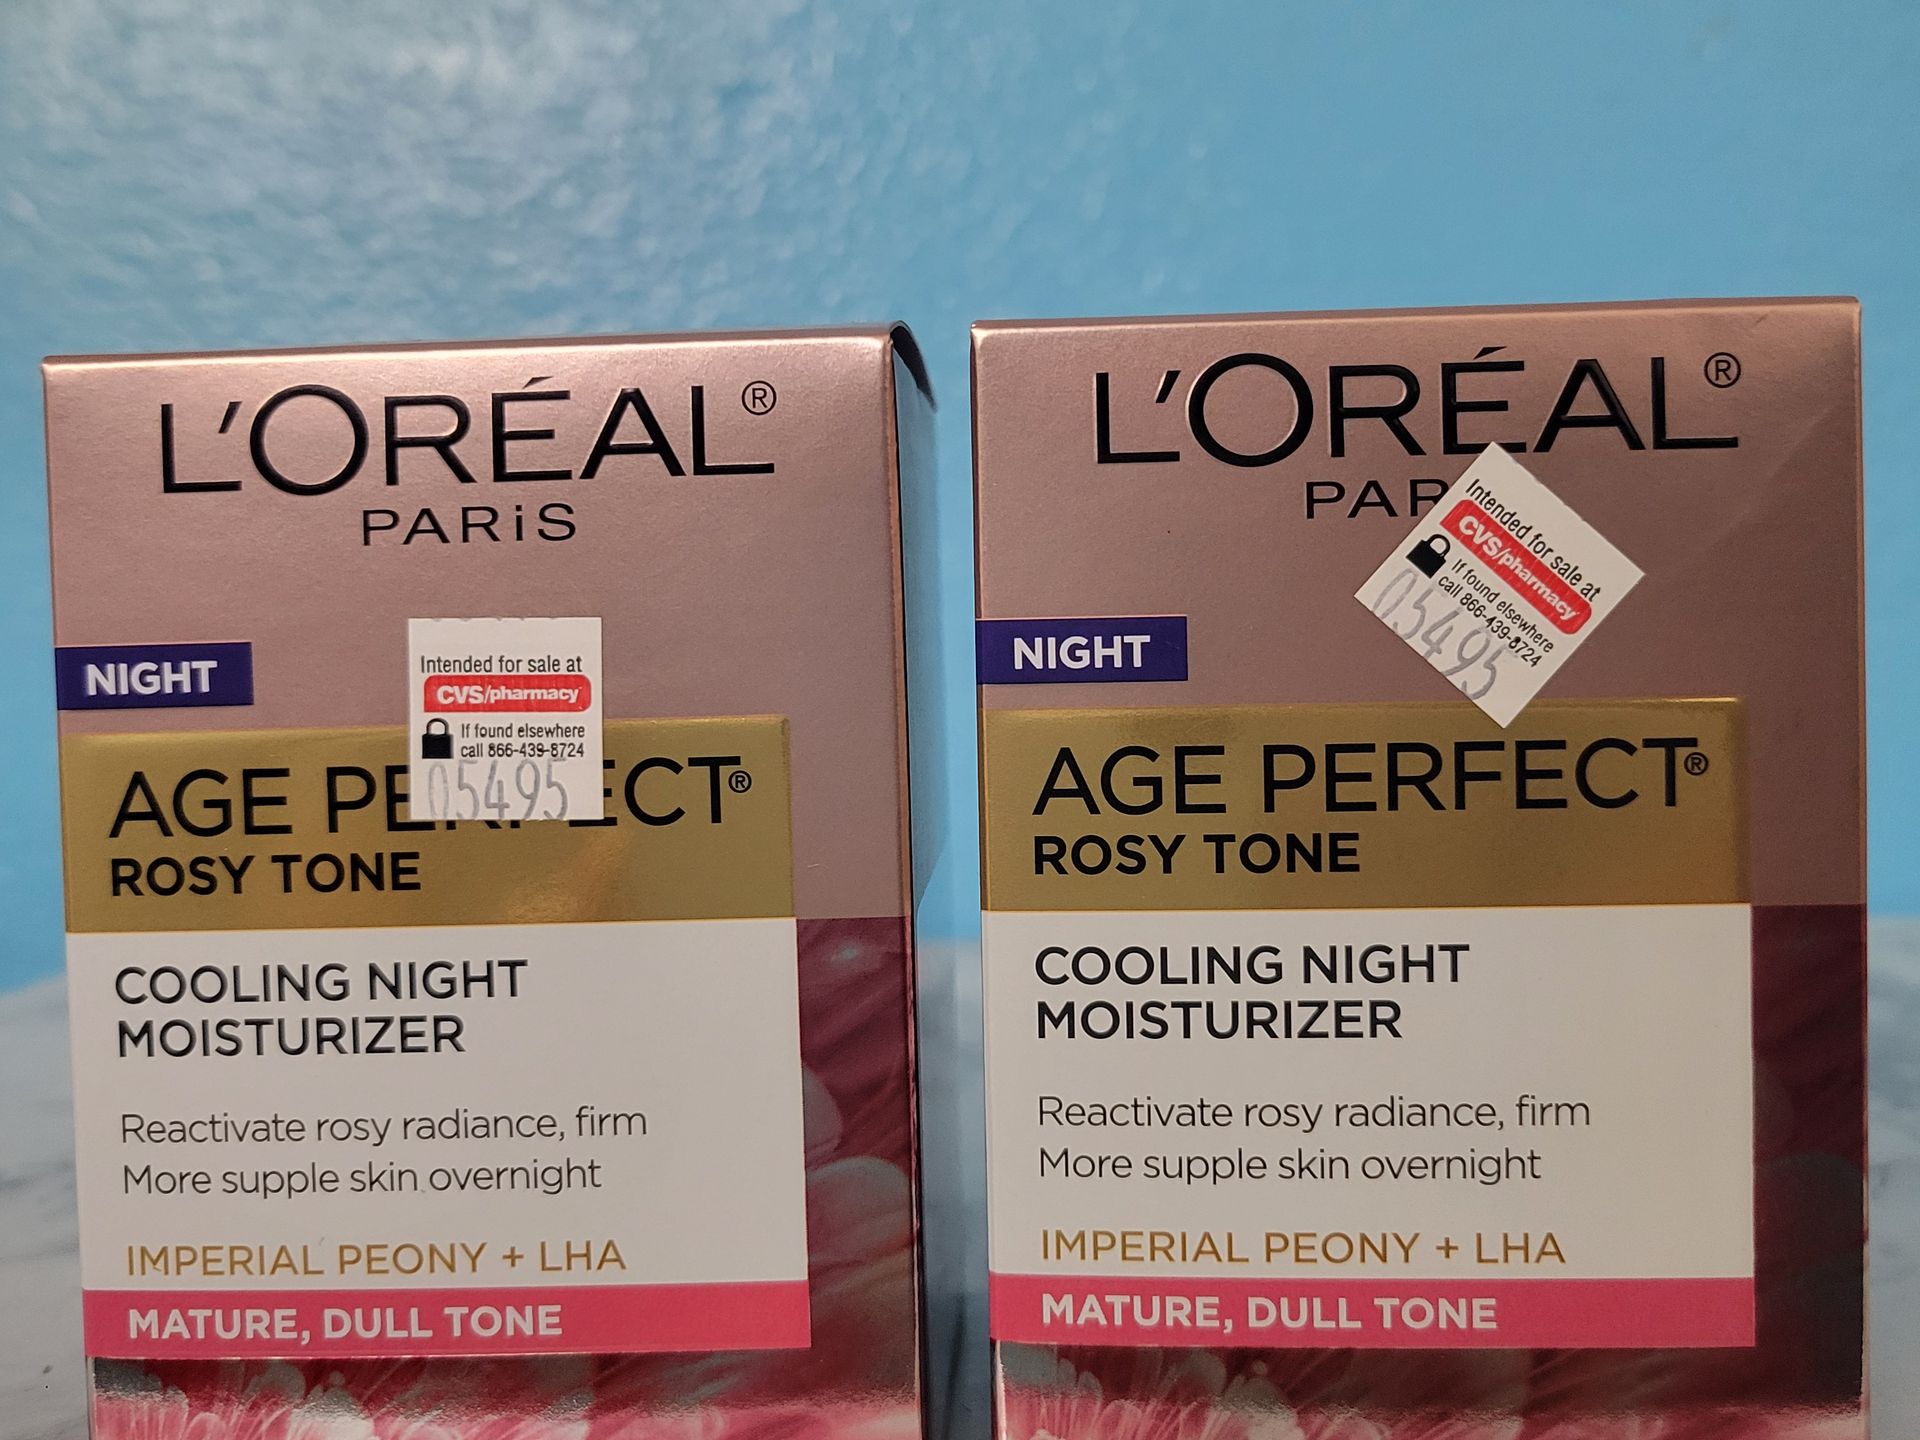 L'ORÉAL®
PARiS
NIGHT
Intended for sale at
CVS/pharmacy
If found elsewhere
call 866-439-8724
05495
AGE PERFECT®
ROSY TONE
COOLING NIGHT
MOISTURIZER
Reactivate rosy radiance, firm
More supple skin overnight
IMPERIAL PEONY + LHA
MATURE, DULL TONE
L'ORÉAL®
PAR
Intended for sale at
CVS/pharmacy
If found elsewhere
call 866-439-8724
05495
NIGHT
AGE PERFECT®
ROSY TONE
COOLING NIGHT
MOISTURIZER
Reactivate rosy radiance, firm
More supple skin overnight
IMPERIAL PEONY + LHA
MATURE, DULL TONE